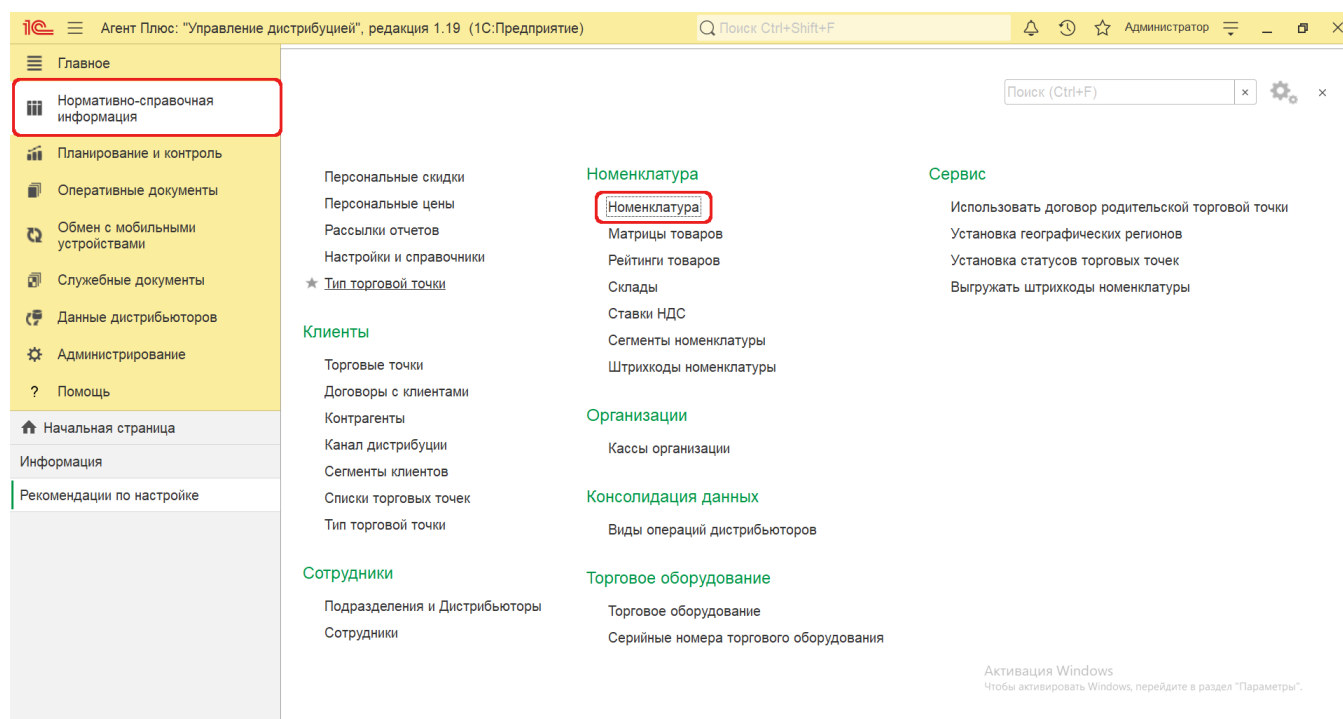 1С Агент Плюс: "Управление дистрибуцией", редакция 1.19 (1С:Предприятие)
Поиск Ctrl+Shift+F
Администратор
Главное
Нормативно-справочная
информация
Планирование и контроль
Оперативные документы
Обмен с мобильными
устройствами
Служебные документы
Данные дистрибьюторов
Администрирование
? Помощь
Начальная страница
Информация
Рекомендации по настройке
Поиск (Ctrl+F)
Персональные скидки
Персональные цены
Рассылки отчетов
Настройки и справочники
Тип торговой точки
Клиенты
Торговые точки
Договоры с клиентами
Контрагенты
Канал дистрибуции
Сегменты клиентов
Списки торговых точек
Тип торговой точки
Сотрудники
Подразделения и Дистрибьюторы
Сотрудники
Номенклатура
Номенклатура
Матрицы товаров
Рейтинги товаров
Склады
Ставки НДС
Сегменты номенклатуры
Штрихкоды номенклатуры
Организации
Кассы организации
Консолидация данных
Виды операций дистрибьюторов
Торговое оборудование
Торговое оборудование
Серийные номера торгового оборудования
Сервис
Использовать договор родительской торговой точки
Установка географических регионов
Установка статусов торговых точек
Выгружать штрихкоды номенклатуры
Активация Windows
Чтобы активировать Windows, перейдите в раздел "Параметры".